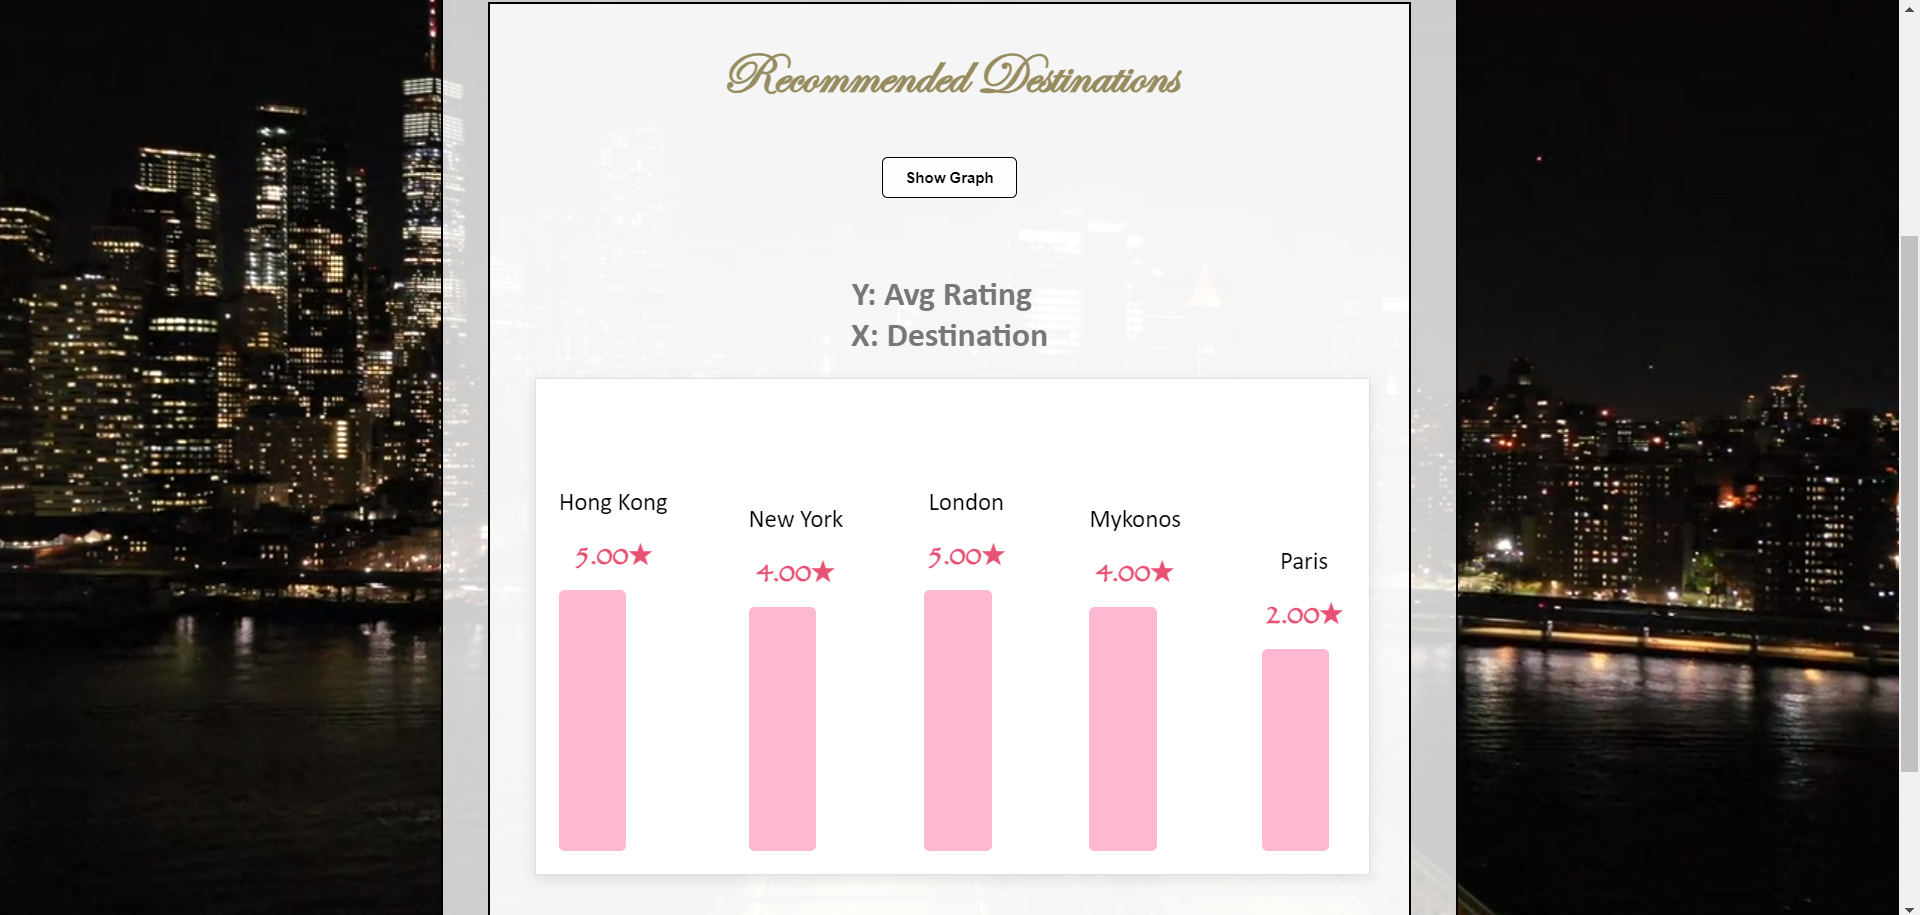 Recommended Destinations
Show Graph
Y: Avg Rating
X: Destination
Hong Kong
5.00★
New York
4.00★
London
5.00★
Mykonos
4.00★
Paris
2.00★